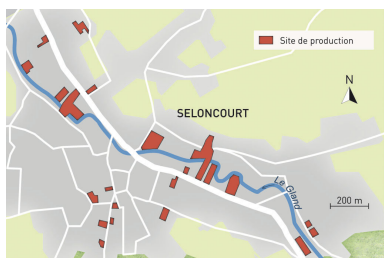 Site de production
N
SELONCOURT
Le Gland
200 m